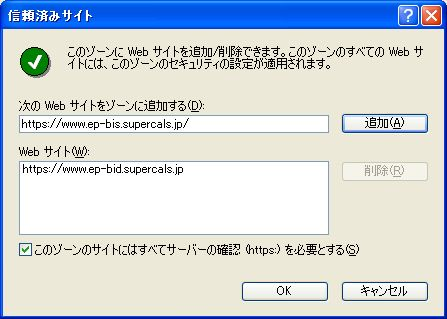 信頼済みサイト
このゾーンに Web サイトを追加/削除できます。このゾーンのすべての Web サ
イトには、このゾーンのセキュリティの設定が適用されます。
次の Web サイトをゾーンに追加する(D):
https://www.ep-bis.supercals.jp/
追加(A)
Web サイト(W):
https://www.ep-bid.supercals.jp
削除(R)
このゾーンのサイトにはすべてサーバーの確認 (https:) を必要とする(S)
OK
キャンセル